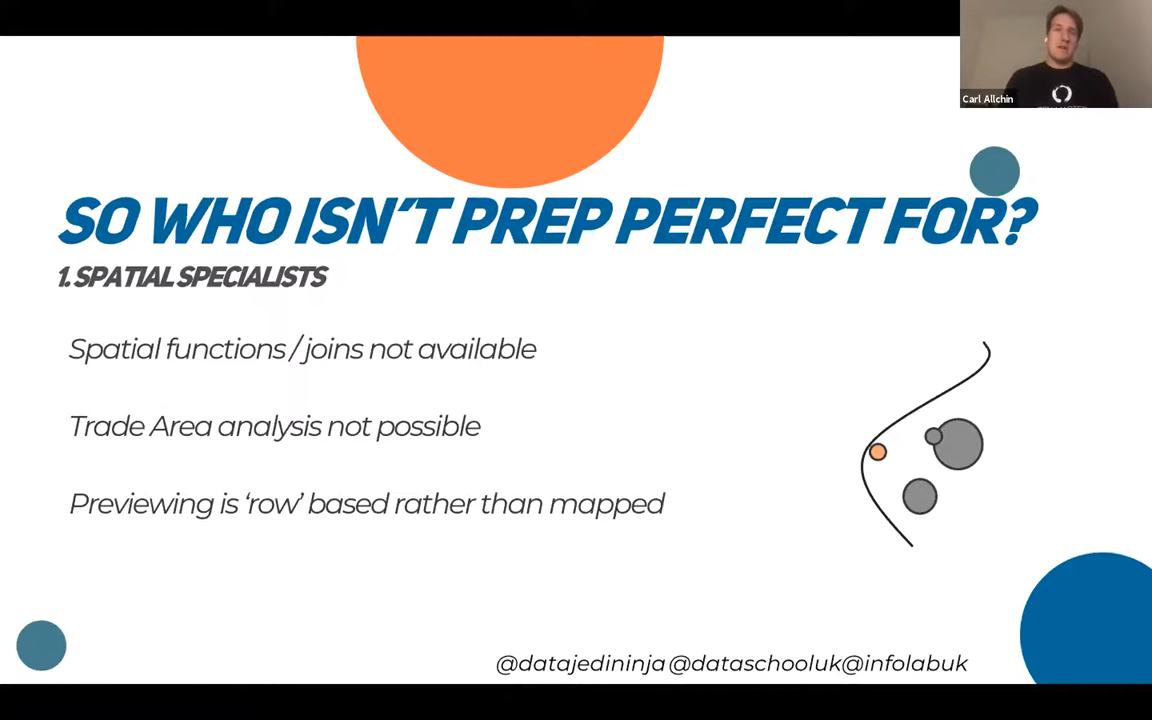 Carl Allchin
SO WHO ISN'T PREP PERFECT FOR?
1. SPATIAL SPECIALISTS
Spatial functions / joins not available
Trade Area analysis not possible
Previewing is 'row' based rather than mapped
@datajedininja @dataschooluk@infolabuk